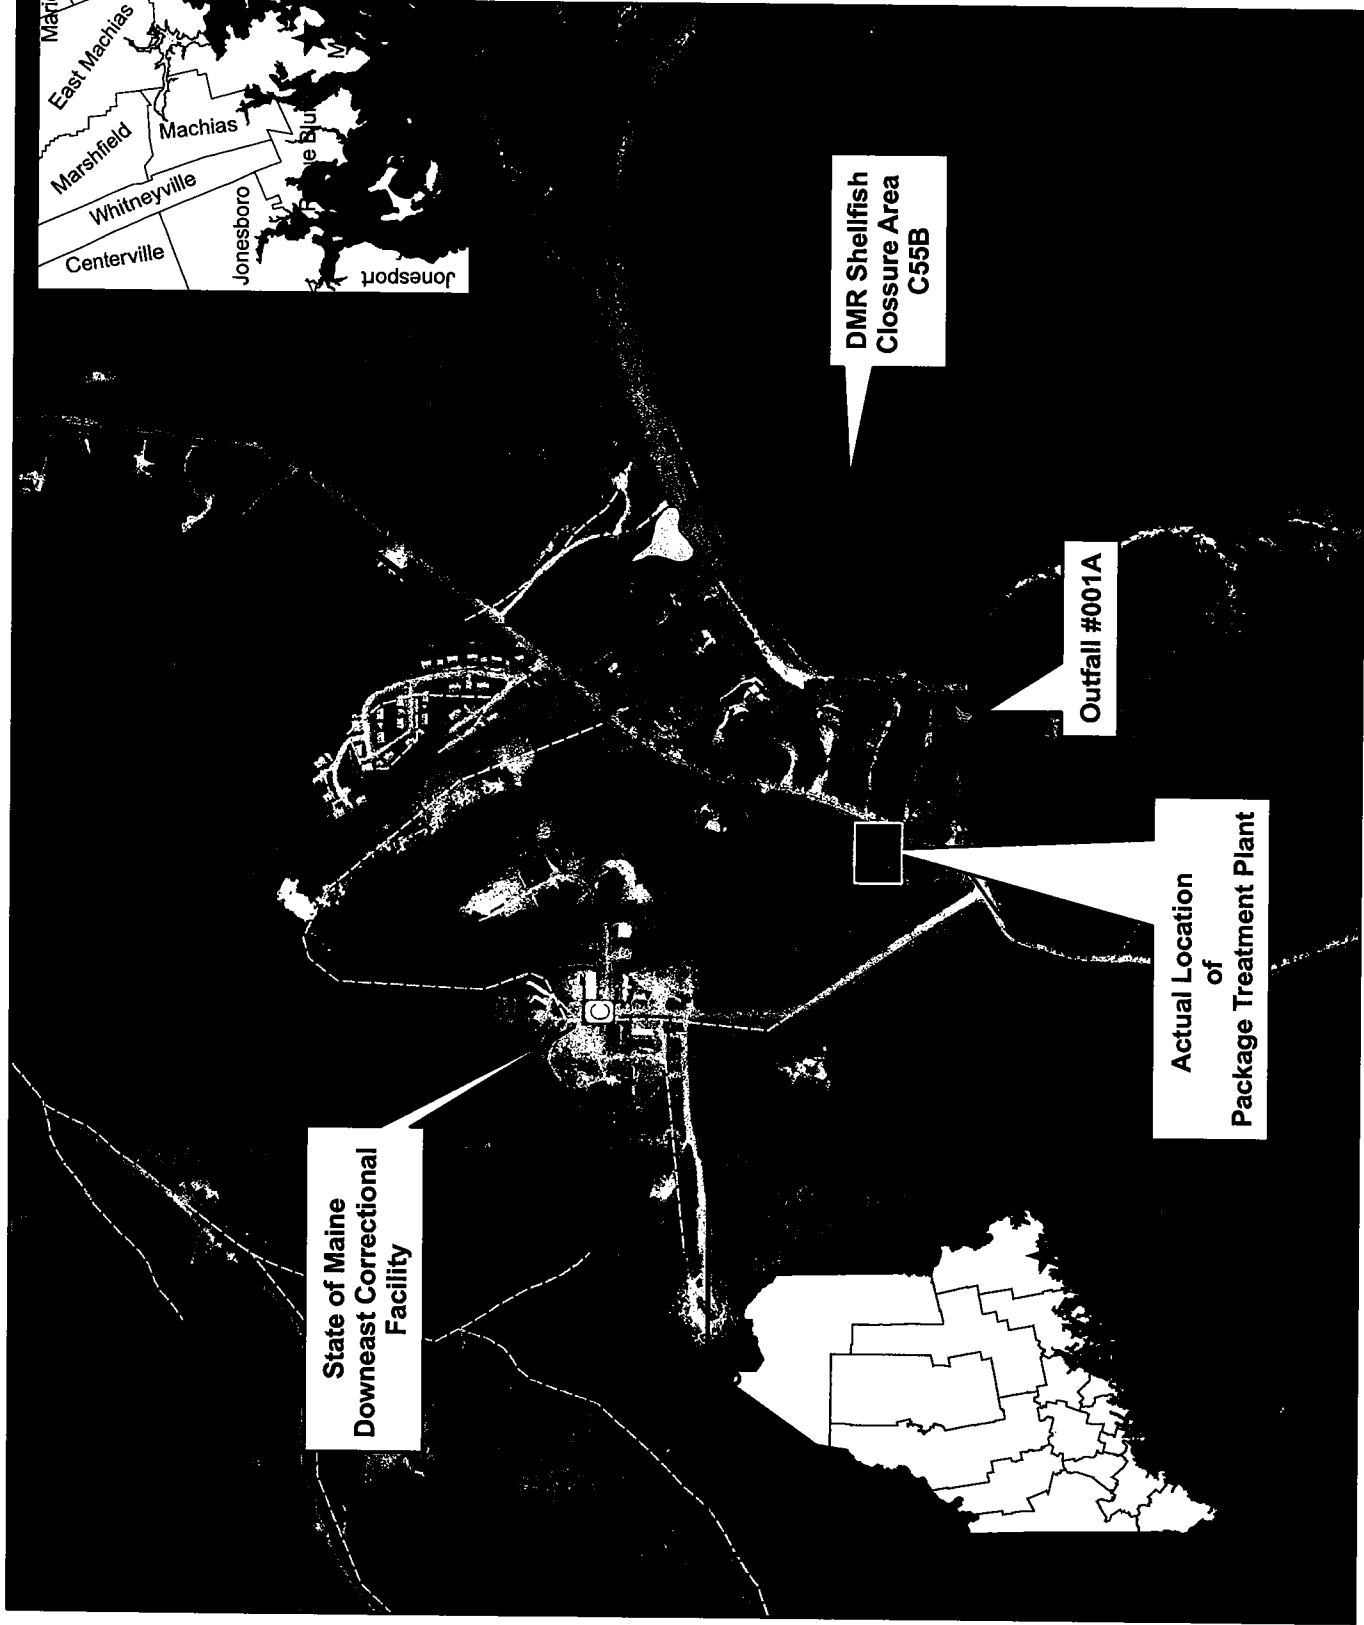 East Machias
Marshfield
Machias
Whitneyville
Centerville
Jonesboro
Jonesport
DMR Shellfish
Clossure Area
C55B
Outfall #001A
State of Maine
Downeast Correctional
Facility
Actual Location
of
Package Treatment Plant
C